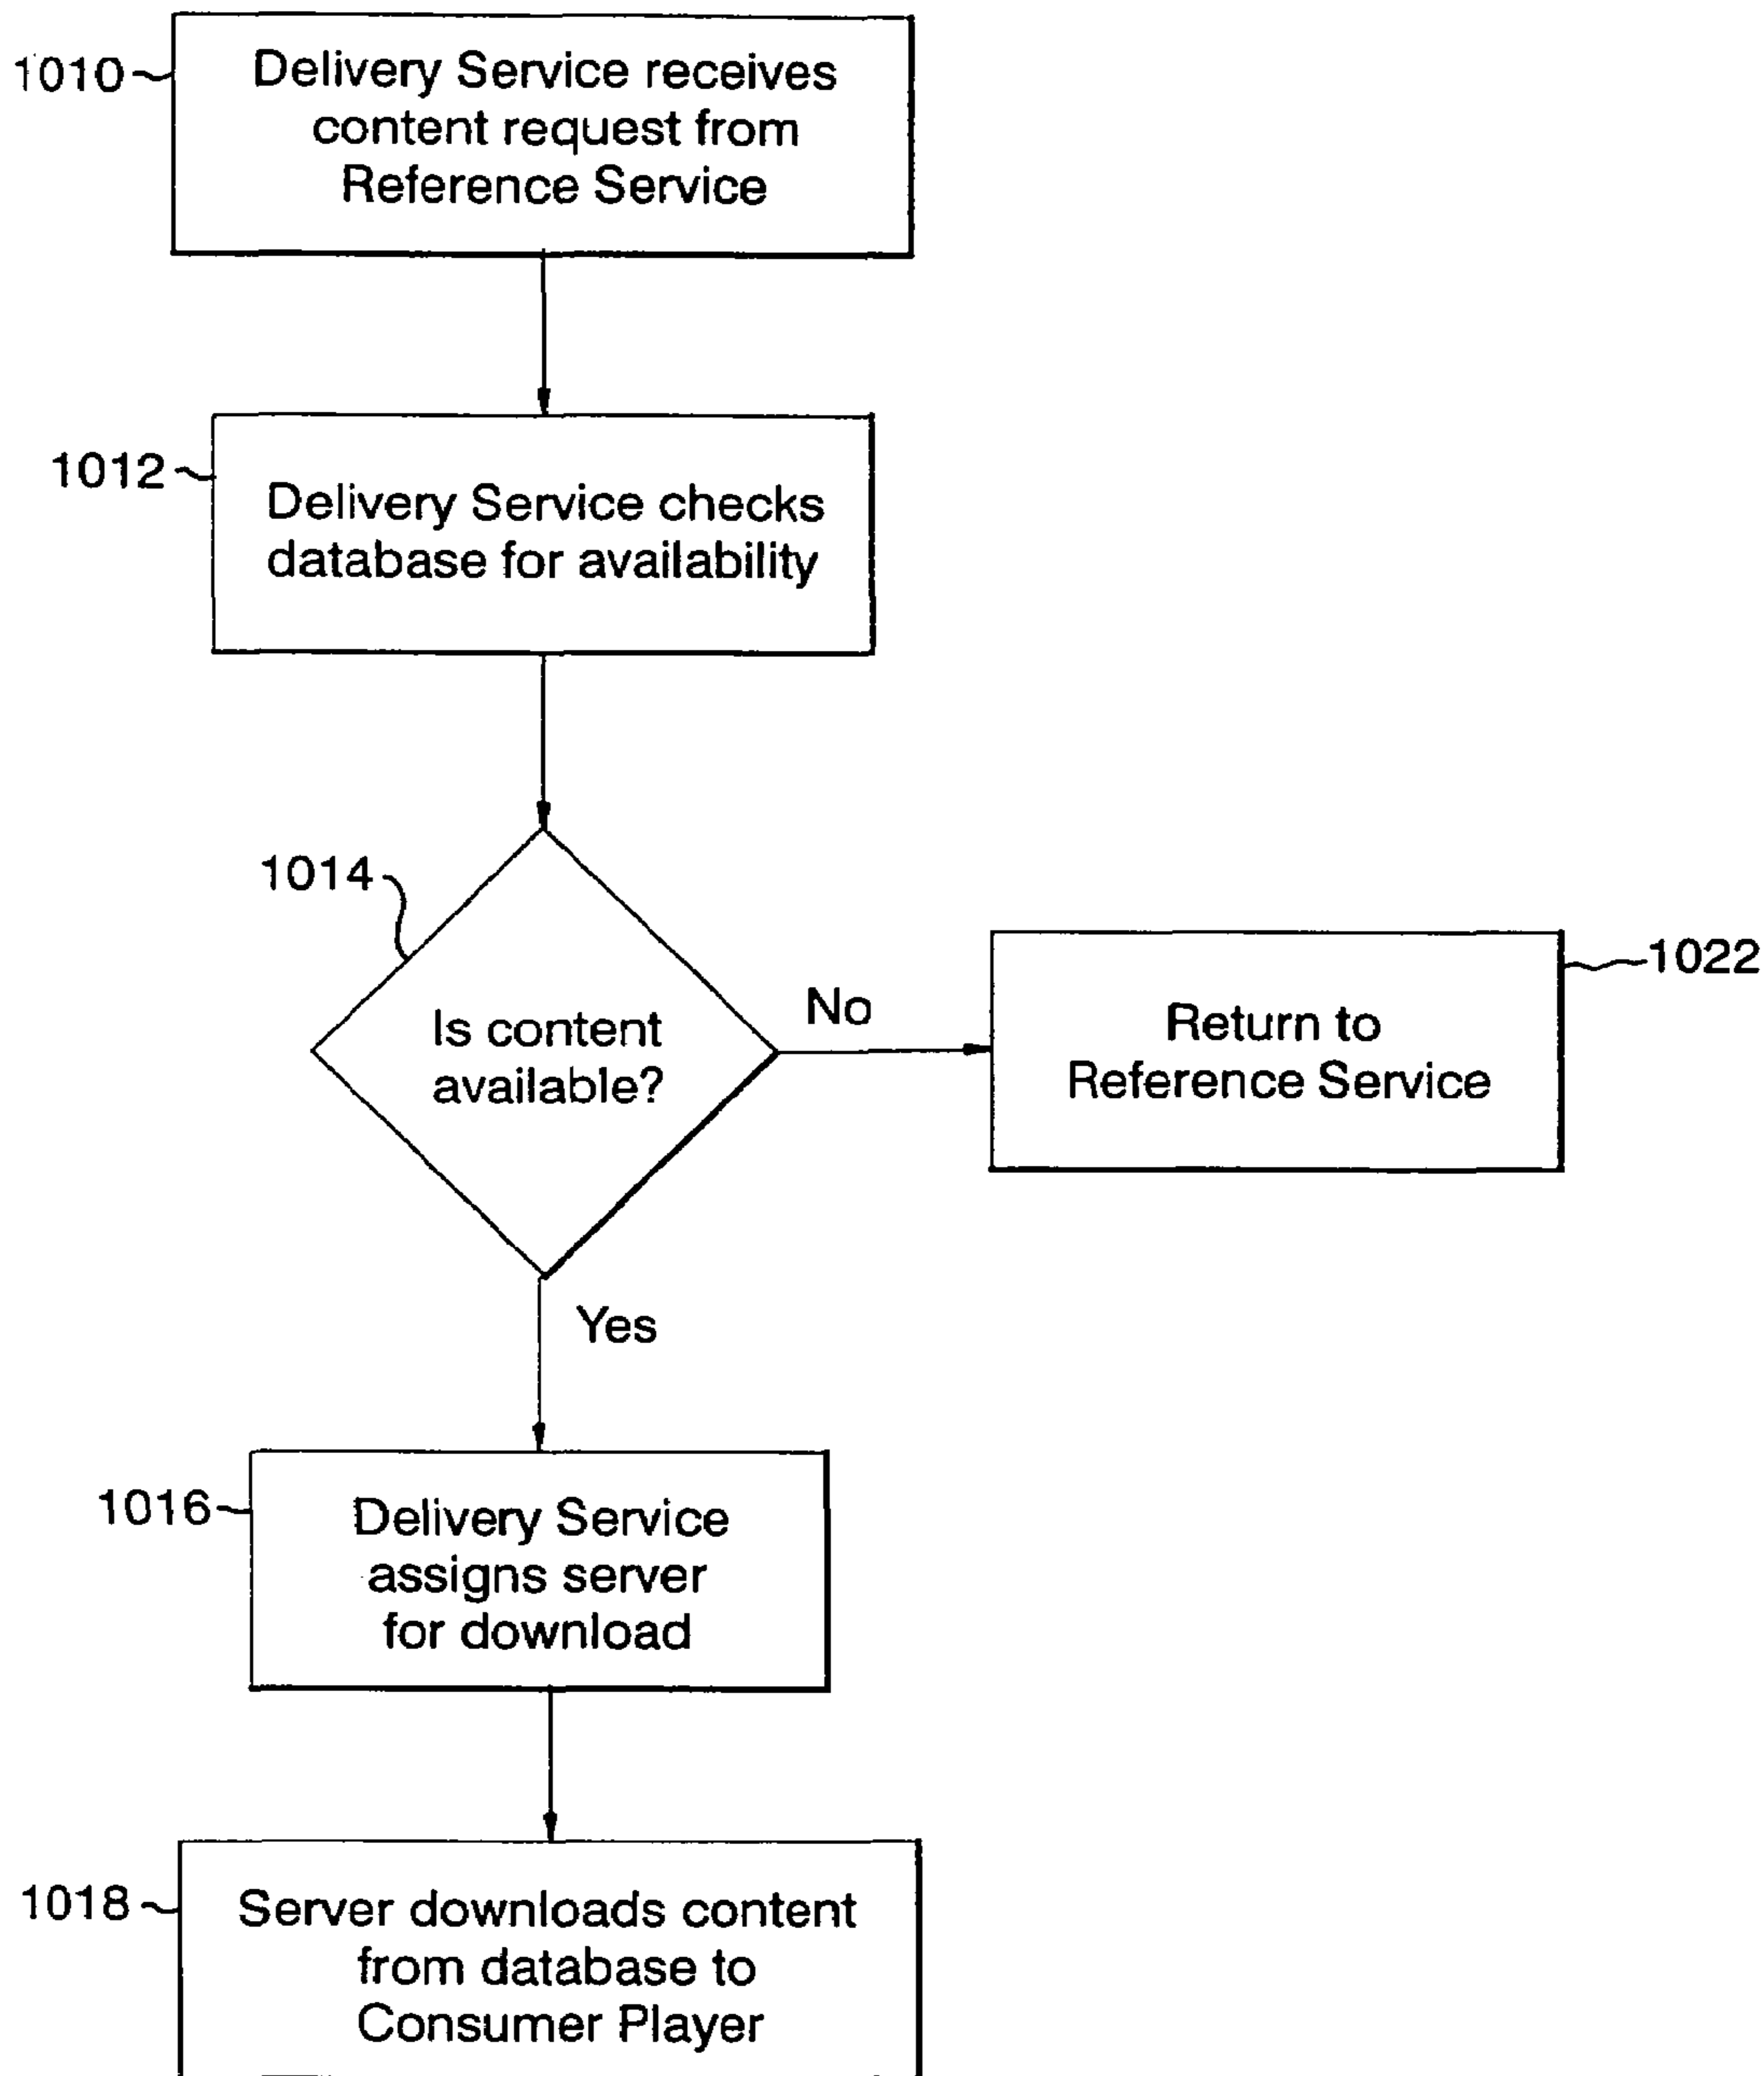 1010
Delivery Service receives
content request from
Reference Service
1012
Delivery Service checks
database for availability
1014
Is content
available?
No
Return to
Reference Service
1022
Yes
1016
Delivery Service
assigns server
for download
1018
Server downloads content
from database to
Consumer Player